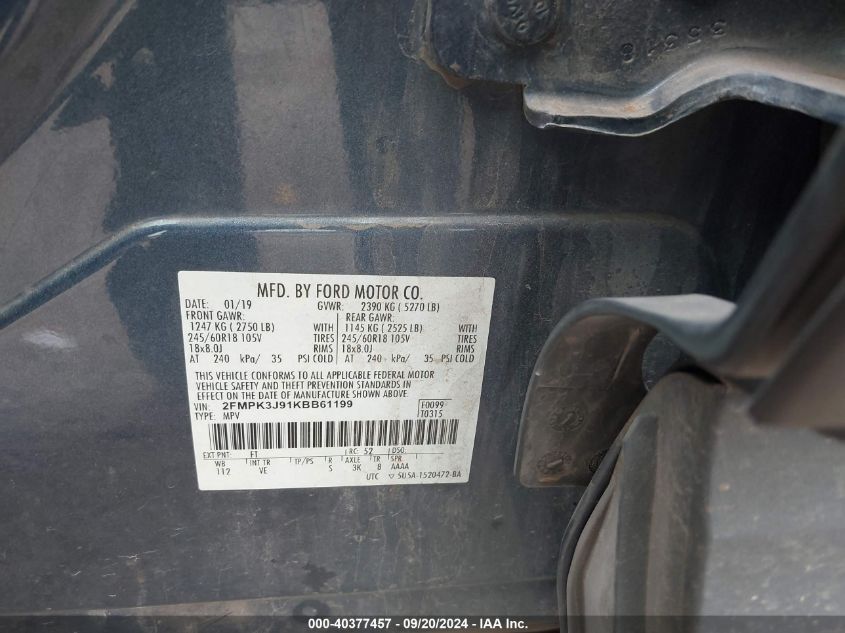 35316
MFD. BY FORD MOTOR CO.
DATE: 01/19 GVWR: 2390 KG ( 5270 LB)
FRONT GAWR: REAR GAWR:
1247 KG ( 2750 LB) WITH 1145 KG ( 2525 LB) WITH
245/60R18 105V TIRES 245/60R18 105V TIRES
18x8.0J RIMS 18x8.0J RIMS
AT 240 kPa/ 35 PSI COLD AT 240 kPa/ 35 PSI COLD
THIS VEHICLE CONFORMS TO ALL APPLICABLE FEDERAL MOTOR
VEHICLE SAFETY AND THEFT PREVENTION STANDARDS IN
EFFECT ON THE DATE OF MANUFACTURE SHOWN ABOVE.
VIN: 2FMPK3J91KBB61199 F0099
TYPE: MPV T0315
EXT PNT: FT RC: 52 DSO:
WB INT TR TP/PS R AXLE TR SPR
112 VE S 3K 8 AAAA
UTC ▽ 5U5A-1520472-BA
000-40377457 - 09/20/2024 - IAA Inc.